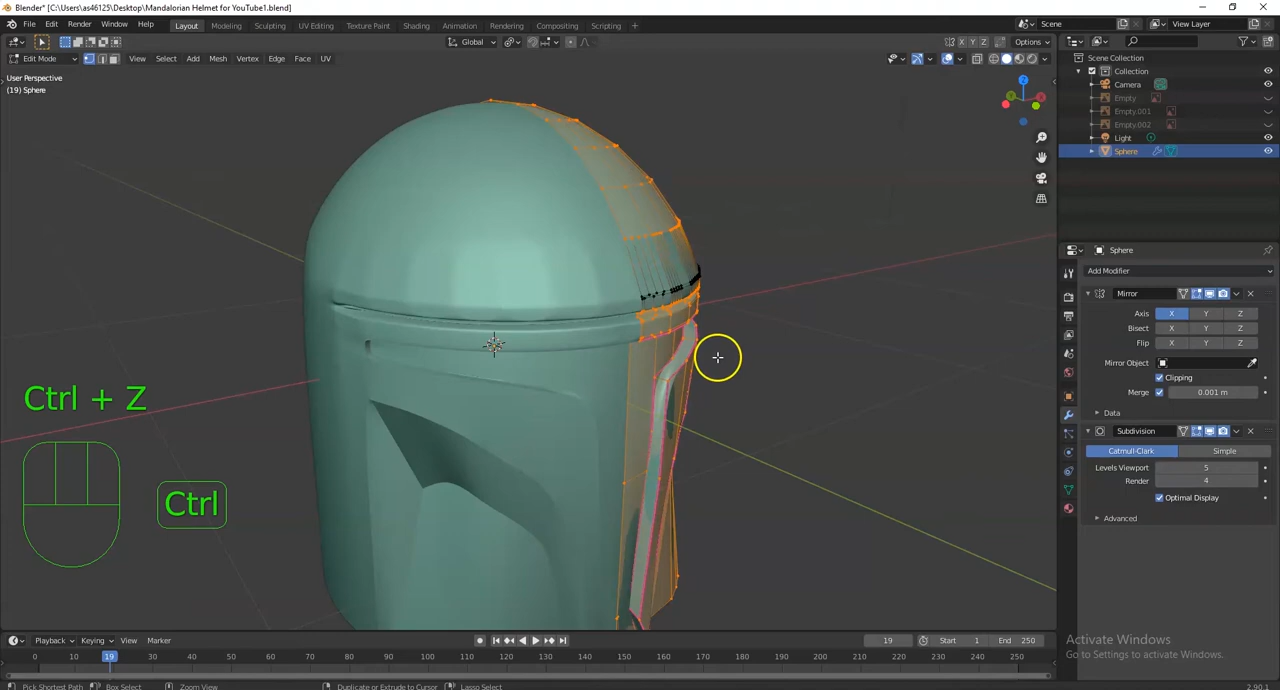 Blender* [C:\Users\as46125\Desktop\Mandalorian Helmet for YouTube1.blend]
File Edit Render Window Help Layout Modeling Sculpting UV Editing Texture Paint Shading Animation Rendering Compositing Scripting + Scene View Layer
Global X Y Z Options
Edit Mode View Select Add Mesh Vertex Edge Face UV
User Perspective
(19) Sphere
Z
Scene Collection
Collection
Camera
Empty
Empty.001
Empty.002
Light
Sphere
Sphere
Add Modifier
Mirror
Axis X Y Z
Bisect X Y Z
Flip X Y Z
Mirror Object
Clipping
Merge 0.001 m
Data
Subdivision
Catmull-Clark Simple
Levels Viewport 5
Render 4
Optimal Display
Advanced
Ctrl + Z
Ctrl
Activate Windows
Go to Settings to activate Windows.
Playback Keying View Marker 19 Start 1 End 250
0 10 19 30 40 50 60 70 80 90 100 110 120 130 140 150 160 170 180 190 200 210 220 230 240 250
Pick Shortest Path Box Select Zoom View Duplicate or Extrude to Cursor Lasso Select 2.90.1